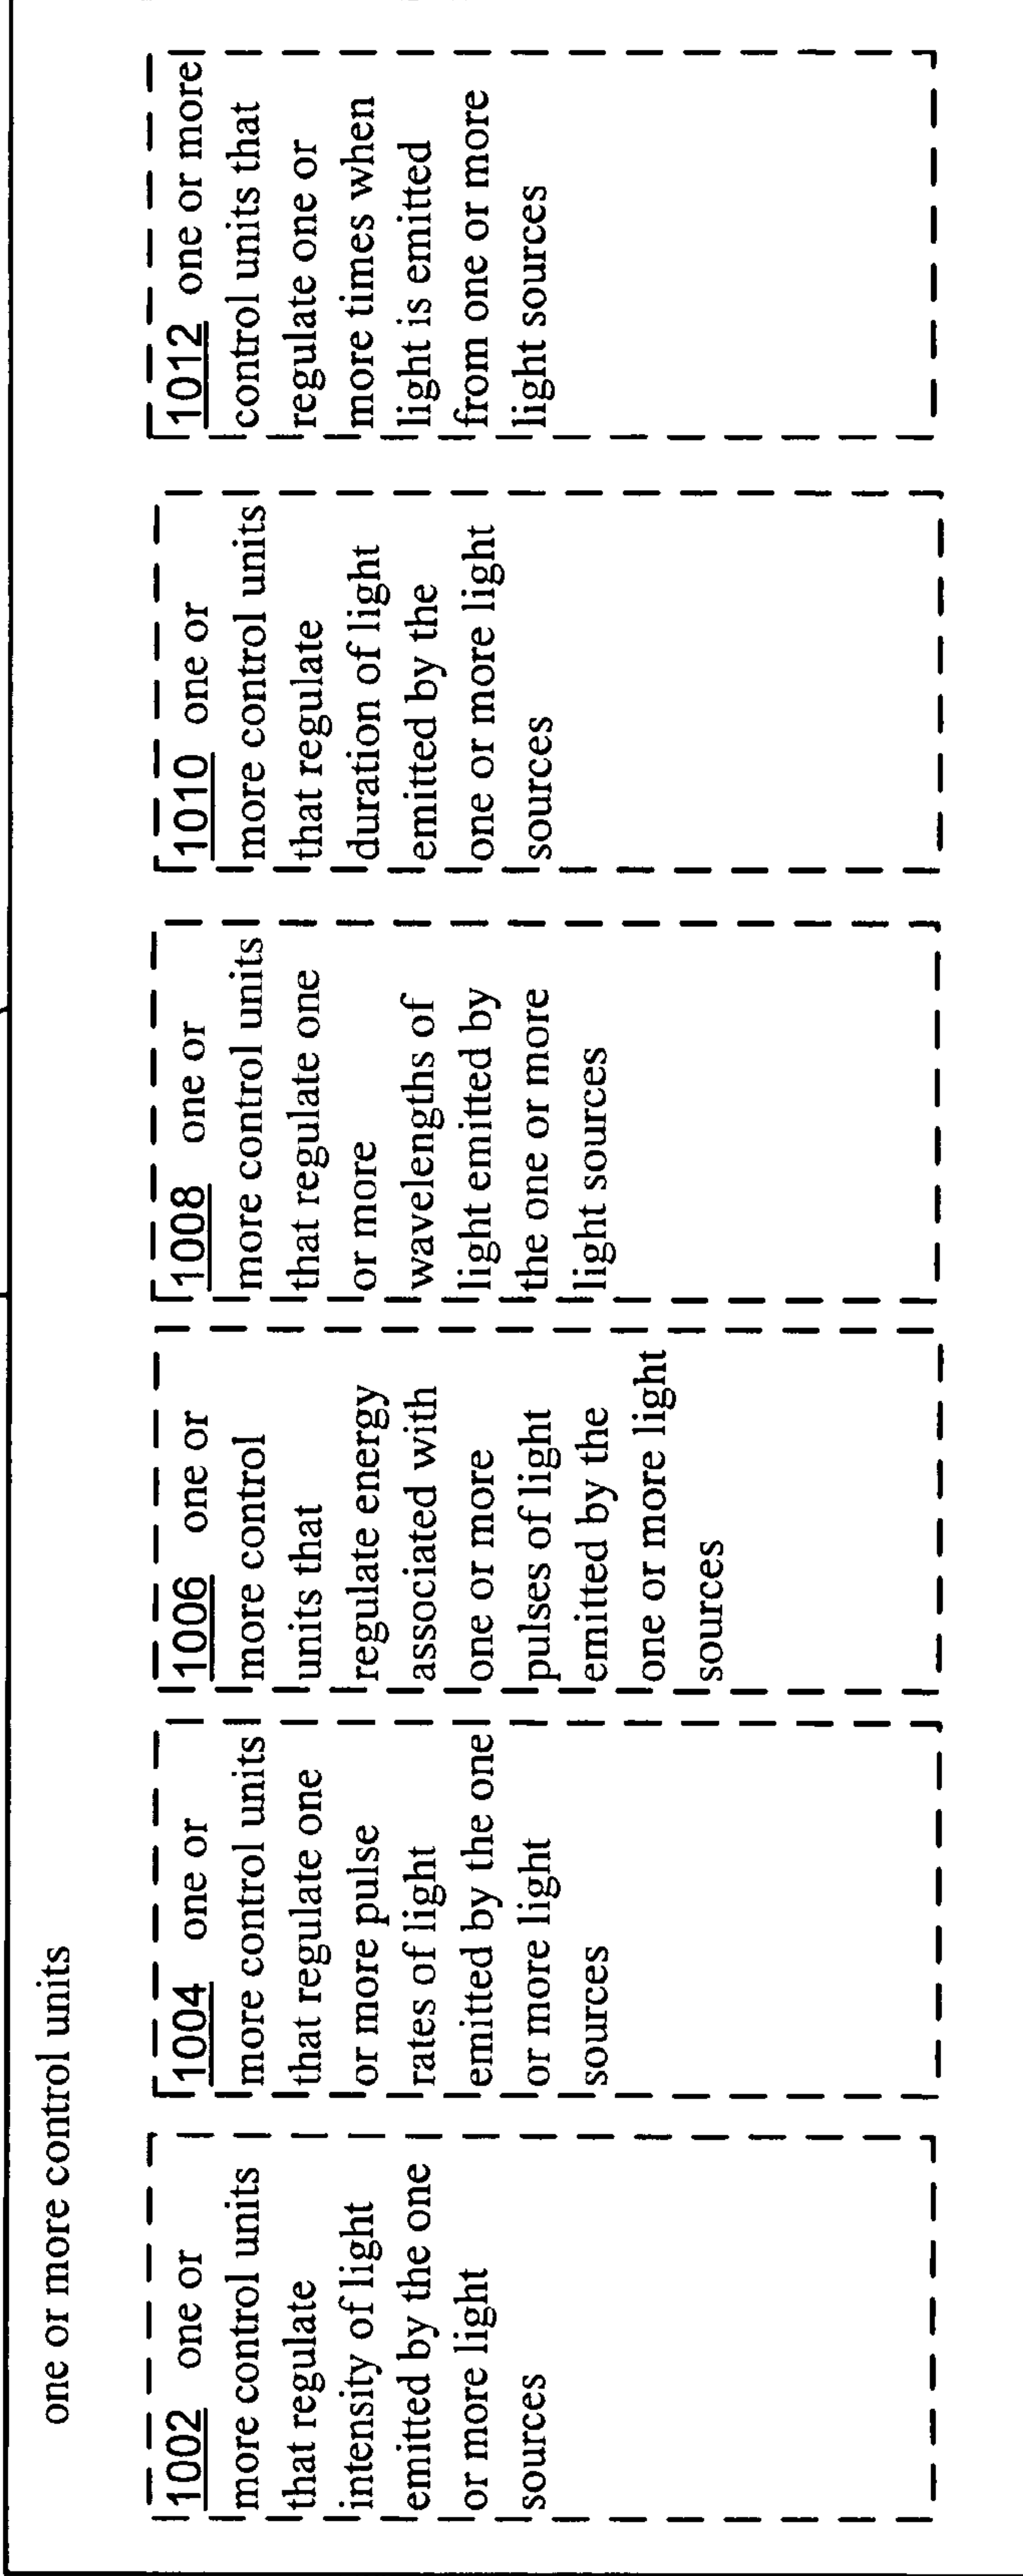 one or more control units
1002 one or
more control units
that regulate
intensity of light
emitted by the one
or more light
sources
1004 one or
more control units
that regulate one
or more pulse
rates of light
emitted by the one
or more light
sources
1006 one or
more control
units that
regulate energy
associated with
one or more
pulses of light
emitted by the
one or more light
sources
1008 one or
more control units
that regulate one
or more
wavelengths of
light emitted by
the one or more
light sources
1010 one or
more control units
that regulate
duration of light
emitted by the
one or more light
sources
1012 one or more
control units that
regulate one or
more times when
light is emitted
from one or more
light sources